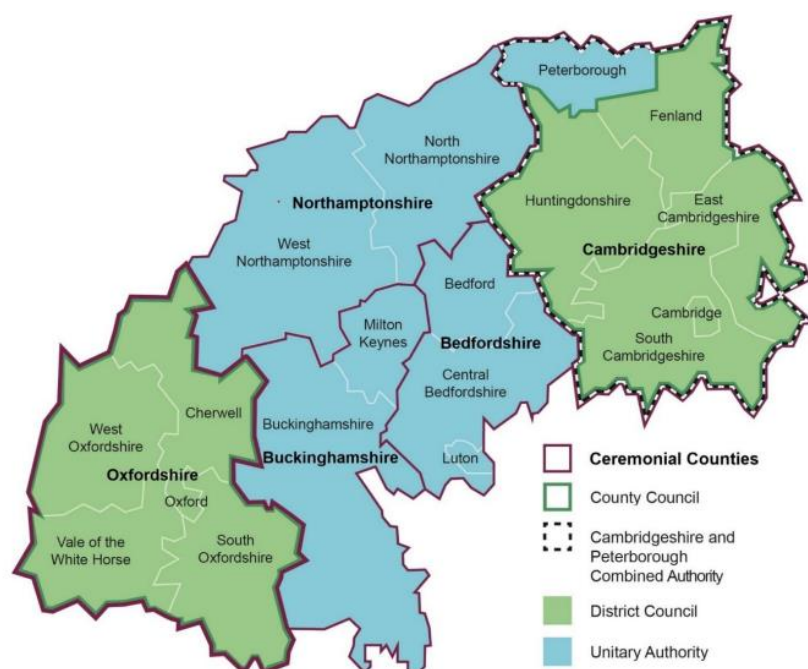 Peterborough
Fenland
North
Northamptonshire
Northamptonshire
Huntingdonshire
East
Cambridgeshire
Cambridgeshire
West
Northamptonshire
Bedford
Milton
Keynes
Cambridge
South
Cambridgeshire
Bedfordshire
Central
Bedfordshire
Cherwell
West
Oxfordshire
Buckinghamshire
Buckinghamshire
Luton
Oxfordshire
Oxford
Vale of the
White Horse
South
Oxfordshire
Ceremonial Counties
County Council
Cambridgeshire and
Peterborough
Combined Authority
District Council
Unitary Authority